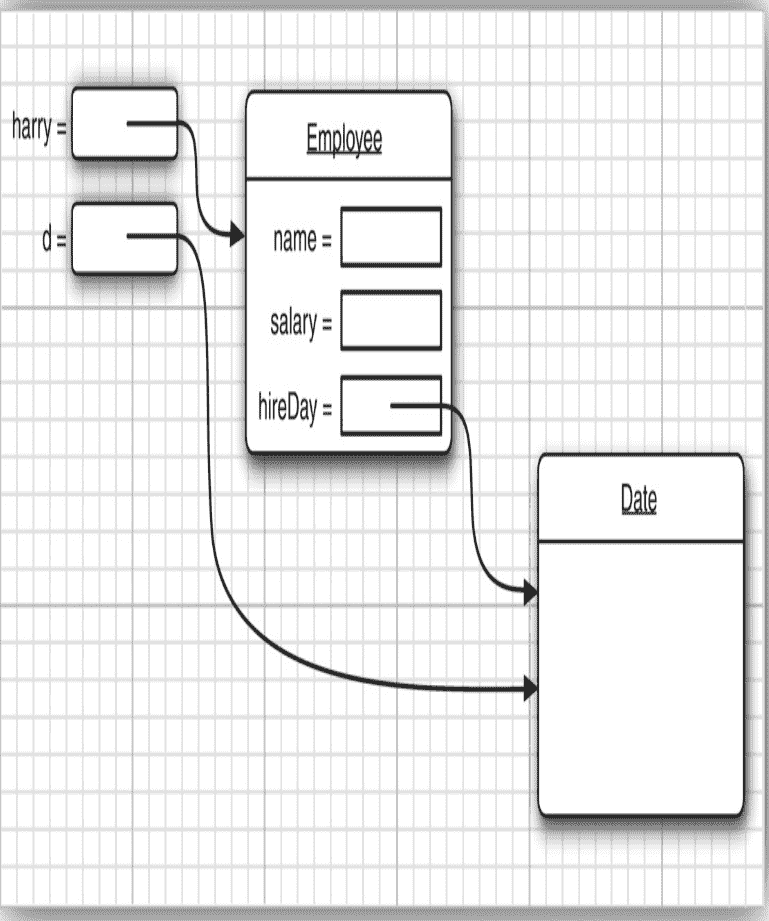 harry =
d =
Employee
name =
salary =
hireDay =
Date